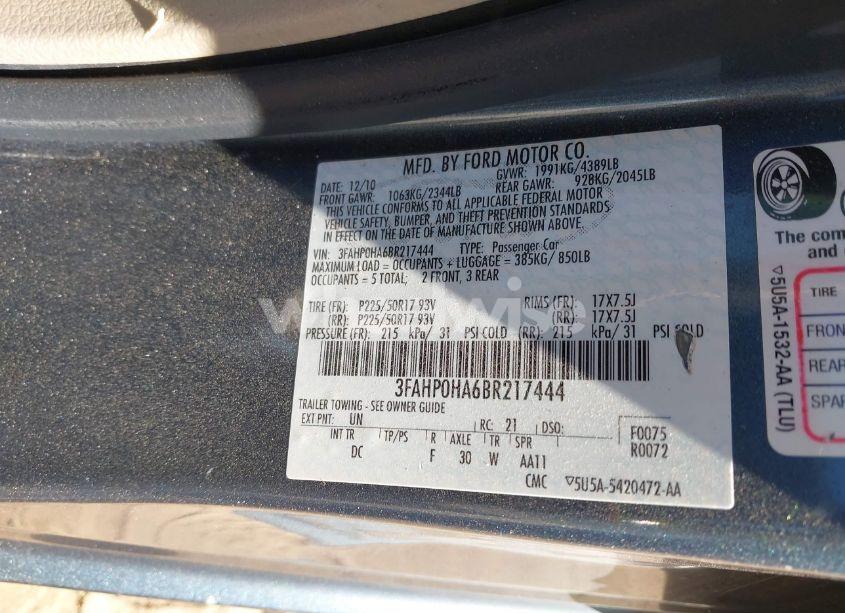 MFD. BY FORD MOTOR CO.
DATE: 12/10 GVWR: 1991KG/4389LB
FRONT GAWR: 1063KG/2344LB REAR GAWR: 928KG/2045LB
THIS VEHICLE CONFORMS TO ALL APPLICABLE FEDERAL MOTOR
VEHICLE SAFETY, BUMPER, AND THEFT PREVENTION STANDARDS
IN EFFECT ON THE DATE OF MANUFACTURE SHOWN ABOVE.
VIN: 3FAHP0HA6BR217444 TYPE: Passenger Car
MAXIMUM LOAD = OCCUPANTS + LUGGAGE = 385KG/ 850LB
OCCUPANTS = 5 TOTAL; 2 FRONT, 3 REAR
TIRE (FR): P225/50R17 93V RIMS (FR): 17X7.5J
(RR): P225/50R17 93V (RR): 17X7.5J
PRESSURE (FR): 215 kPa/ 31 PSI COLD (RR): 215 kPa/ 31 PSI COLD
3FAHP0HA6BR217444
TRAILER TOWING - SEE OWNER GUIDE
EXT PNT: UN RC: 21 DSO: F0075
R0072
INT TR TP/PS R AXLE TR SPR
DC F 30 W AA11
CMC ▽5U5A-5420472-AA
The com
and
TIRE
FRON
REAR
SPAR
▽5U5A-1532-AA (TLU)